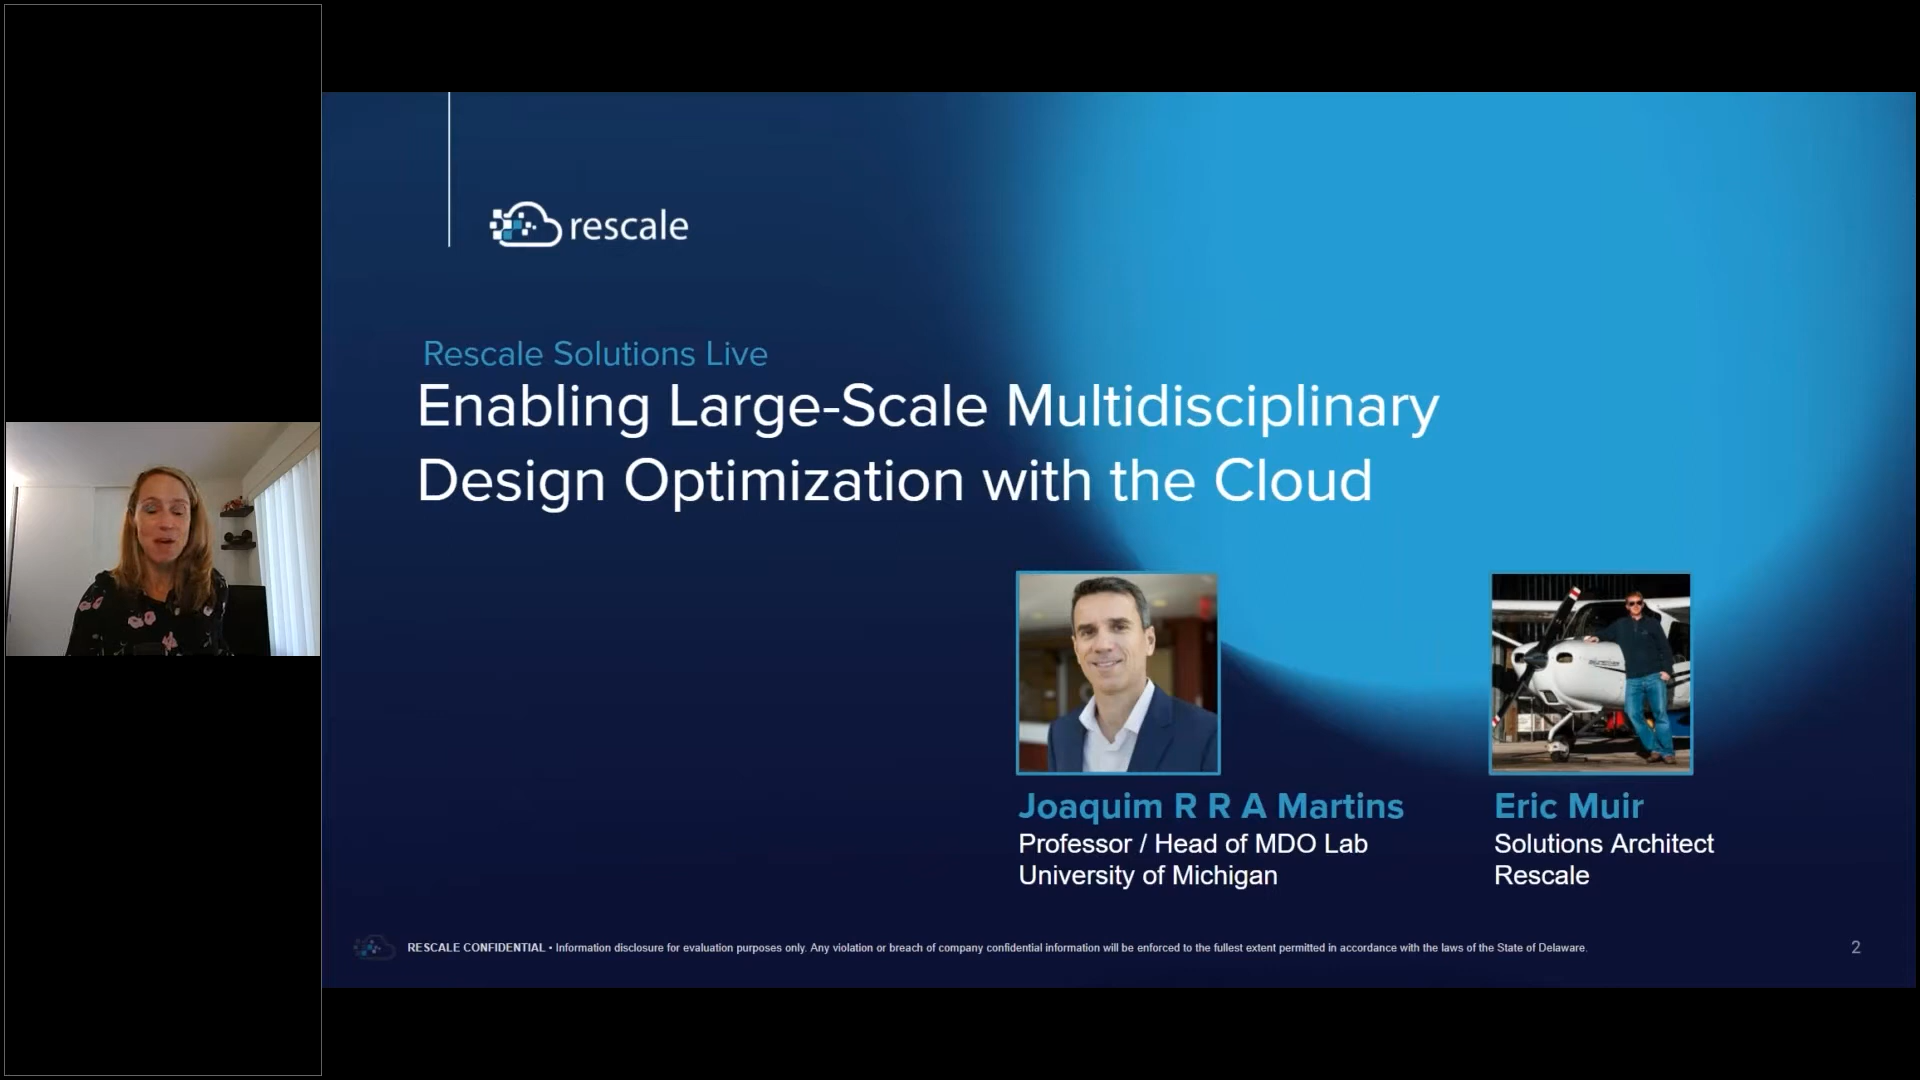 rescale
Rescale Solutions Live
Enabling Large-Scale Multidisciplinary
Design Optimization with the Cloud
Joaquim R R A Martins
Professor / Head of MDO Lab
University of Michigan
Eric Muir
Solutions Architect
Rescale
RESCALE CONFIDENTIAL • Information disclosure for evaluation purposes only. Any violation or breach of company confidential information will be enforced to the fullest extent permitted in accordance with the laws of the State of Delaware.
2